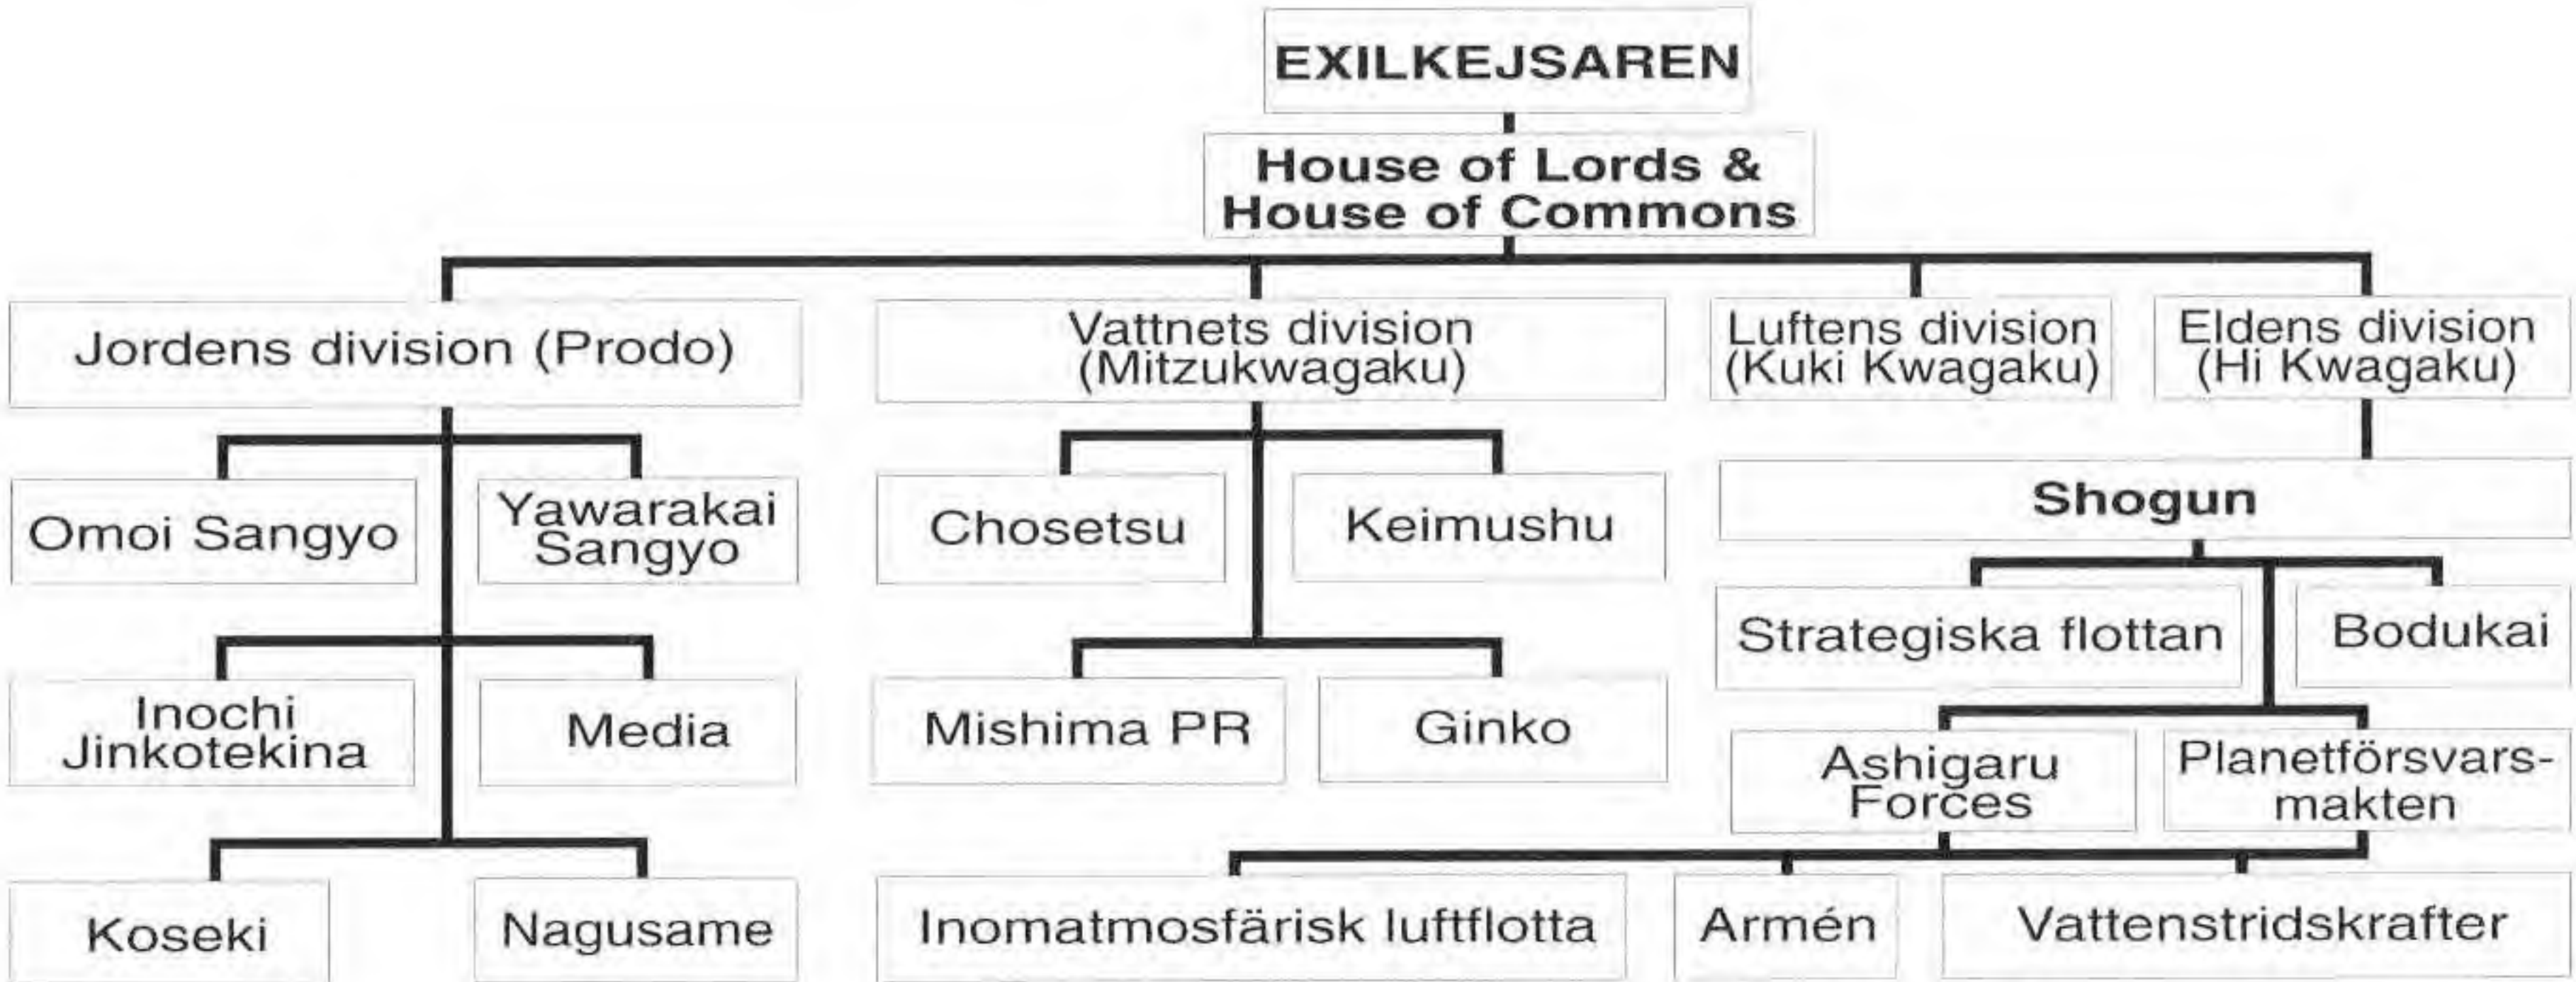 EXILKEJSAREN
House of Lords &
House of Commons
Jordens division (Prodo)
Vattnets division
(Mitzukwagaku)
Luftens division
(Kuki Kwagaku)
Eldens division
(Hi Kwagaku)
Omoi Sangyo
Yawarakai
Sangyo
Chosetsu
Keimushu
Shogun
Strategiska flottan
Bodukai
Inochi
Jinkotekina
Media
Mishima PR
Ginko
Ashigaru
Forces
Planetförsvars-
makten
Koseki
Nagusame
Inomatmosfärisk luftflotta
Armén
Vattenstridskrafter